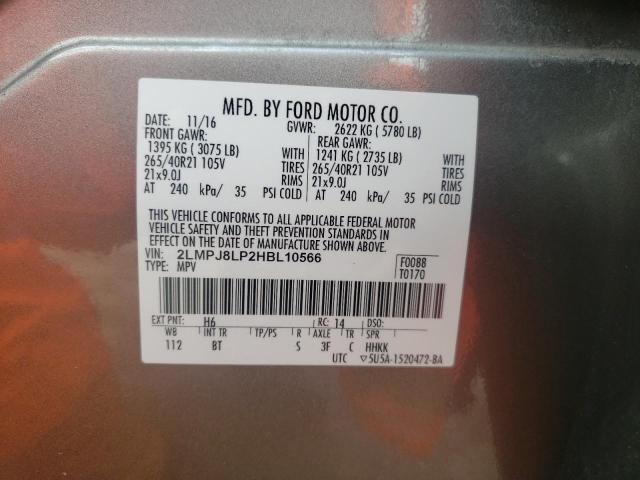 MFD. BY FORD MOTOR CO.
DATE: 11/16 GVWR: 2622 KG ( 5780 LB)
FRONT GAWR: REAR GAWR:
1395 KG ( 3075 LB) WITH 1241 KG ( 2735 LB) WITH
265/40R21 105V TIRES 265/40R21 105V TIRES
21x9.0J RIMS 21x9.0J RIMS
AT 240 kPa/ 35 PSI COLD AT 240 kPa/ 35 PSI COLD
THIS VEHICLE CONFORMS TO ALL APPLICABLE FEDERAL MOTOR
VEHICLE SAFETY AND THEFT PREVENTION STANDARDS IN
EFFECT ON THE DATE OF MANUFACTURE SHOWN ABOVE.
VIN: 2LMPJ8LP2HBL10566 F0088
TYPE: MPV T0170
EXT PNT: H6 RC: 14 DSO:
WB INT TR TP/PS R AXLE TR SPR
112 BT S 3F C HHKK
UTC ▽5U5A-1520472-BA